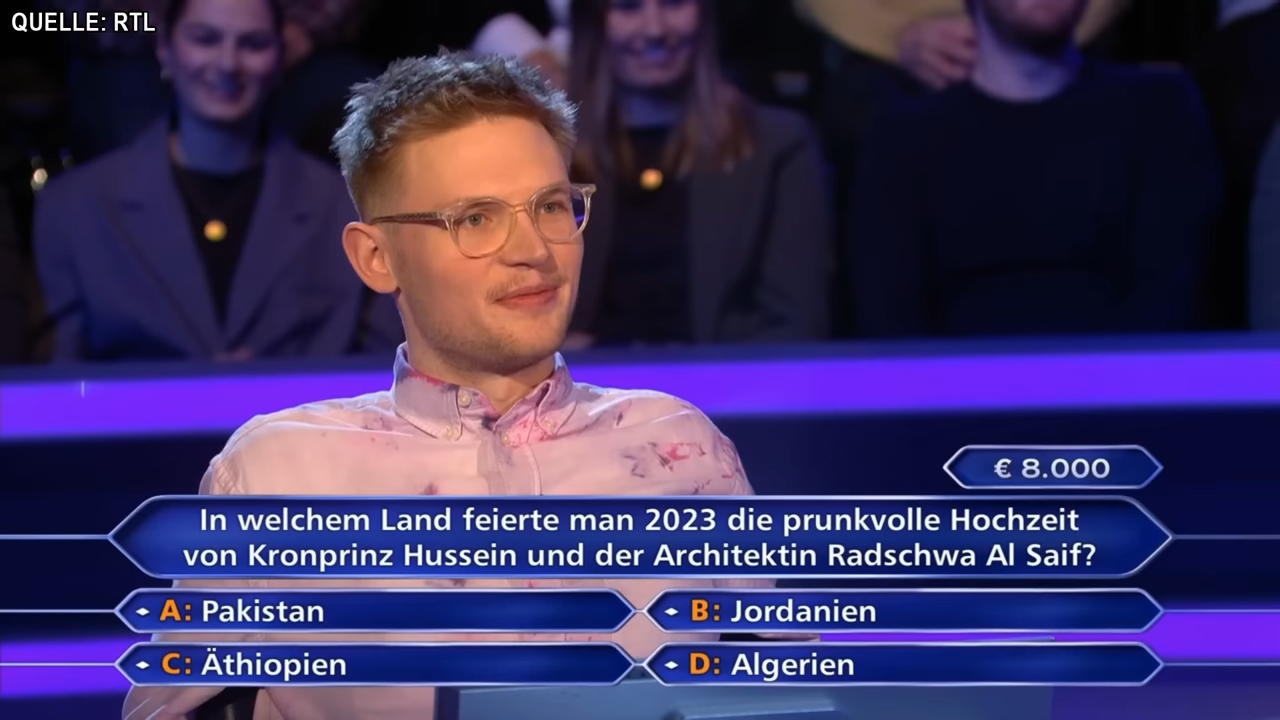 QUELLE: RTL
€ 8.000
In welchem Land feierte man 2023 die prunkvolle Hochzeit
von Kronprinz Hussein und der Architektin Radschwa Al Saif?
A: Pakistan
B: Jordanien
C: Äthiopien
D: Algerien